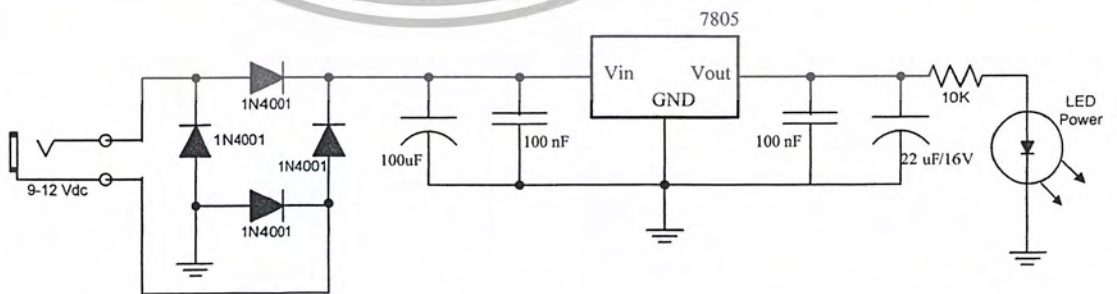 7805
Vin
Vout
GND
1N4001
1N4001
1N4001
1N4001
9-12 Vdc
100uF
100 nF
100 nF
22 uF/16V
10K
LED
Power